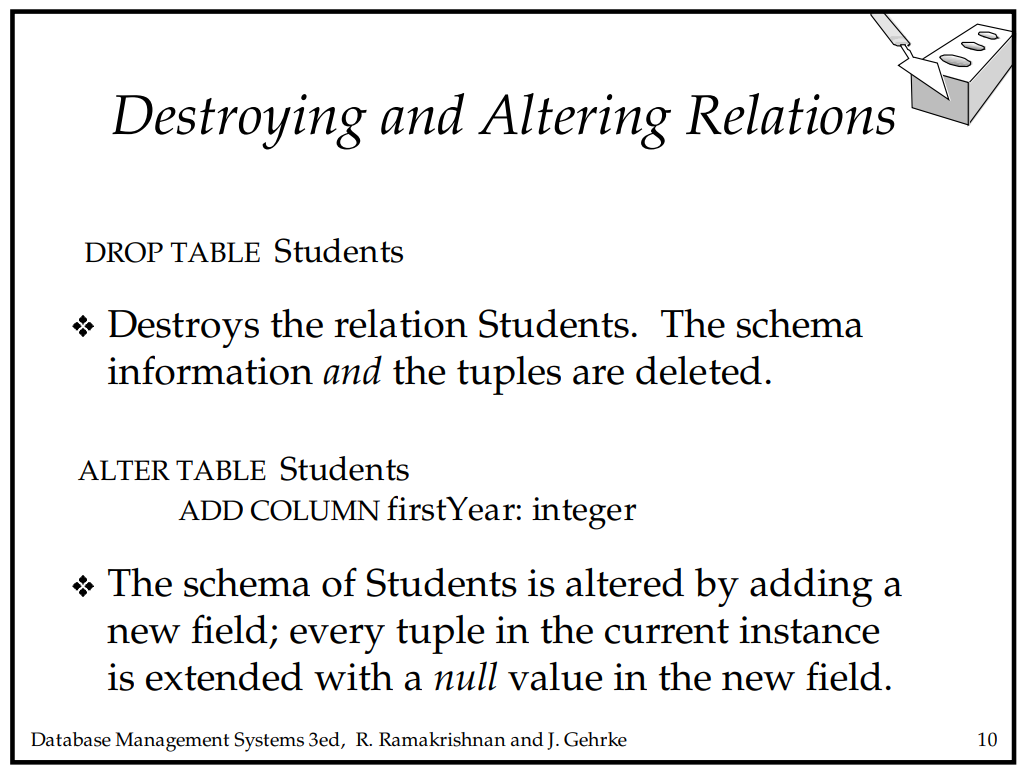 Destroying and Altering Relations
DROP TABLE Students
❖ Destroys the relation Students. The schema
information and the tuples are deleted.
ALTER TABLE Students
ADD COLUMN firstYear: integer
❖ The schema of Students is altered by adding a
new field; every tuple in the current instance
is extended with a null value in the new field.
Database Management Systems 3ed, R. Ramakrishnan and J. Gehrke 10